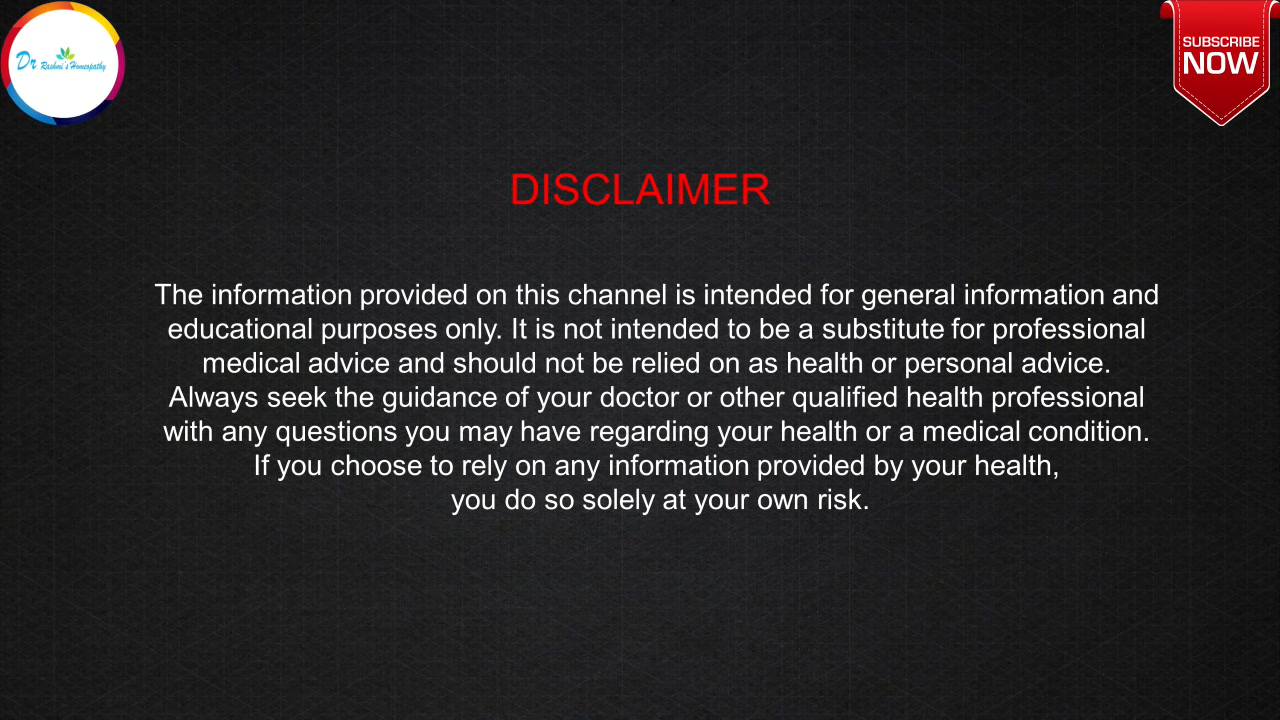 Dr Rashmi's Homeopathy
SUBSCRIBE
NOW
DISCLAIMER
The information provided on this channel is intended for general information and
educational purposes only. It is not intended to be a substitute for professional
medical advice and should not be relied on as health or personal advice.
Always seek the guidance of your doctor or other qualified health professional
with any questions you may have regarding your health or a medical condition.
If you choose to rely on any information provided by your health,
you do so solely at your own risk.